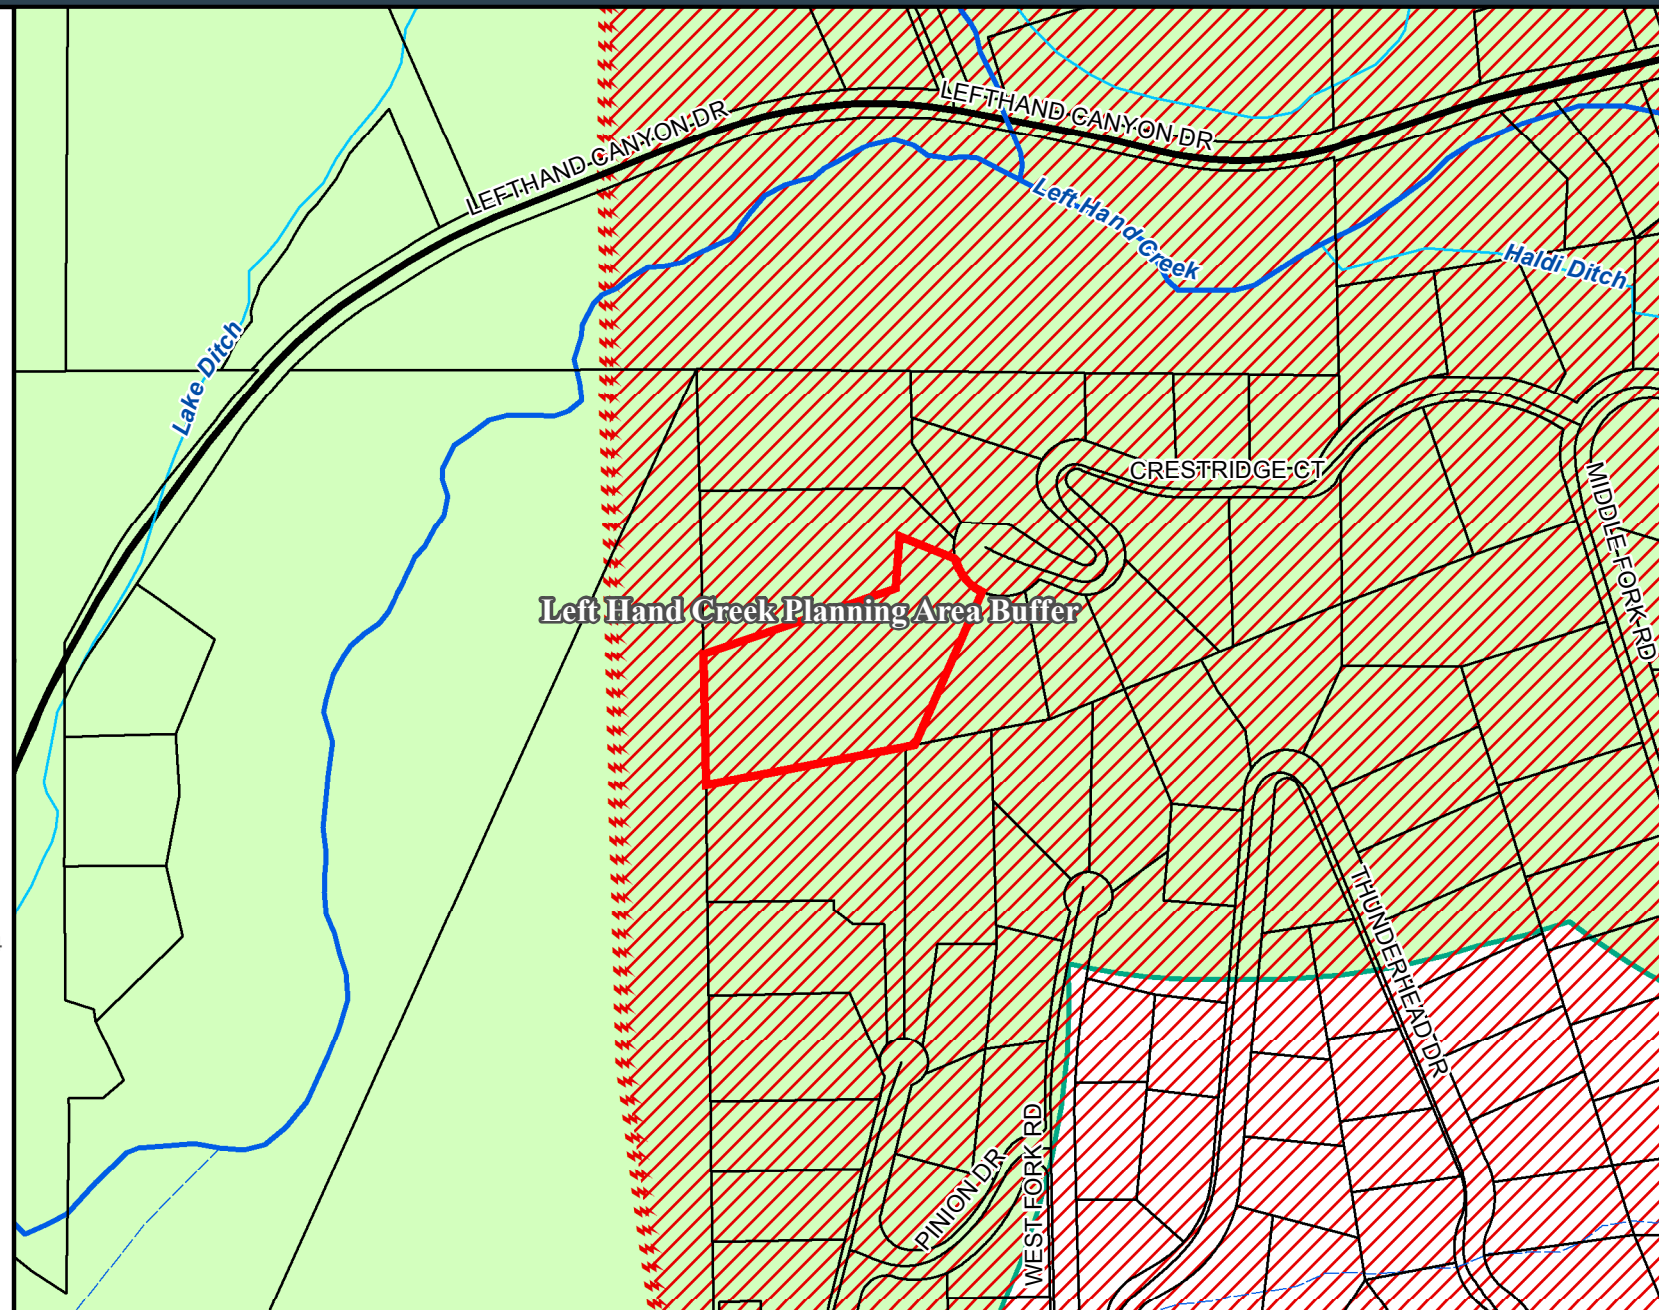 LEFTHAND CANYON DR
LEFTHAND CANYON DR
Left Hand Creek
Haldi Ditch
Lake Ditch
CRESTRIDGE CT
MIDDLE FORK RD
Left Hand Creek Planning Area Buffer
THUNDERHEAD DR
PINION DR
WEST FORK RD